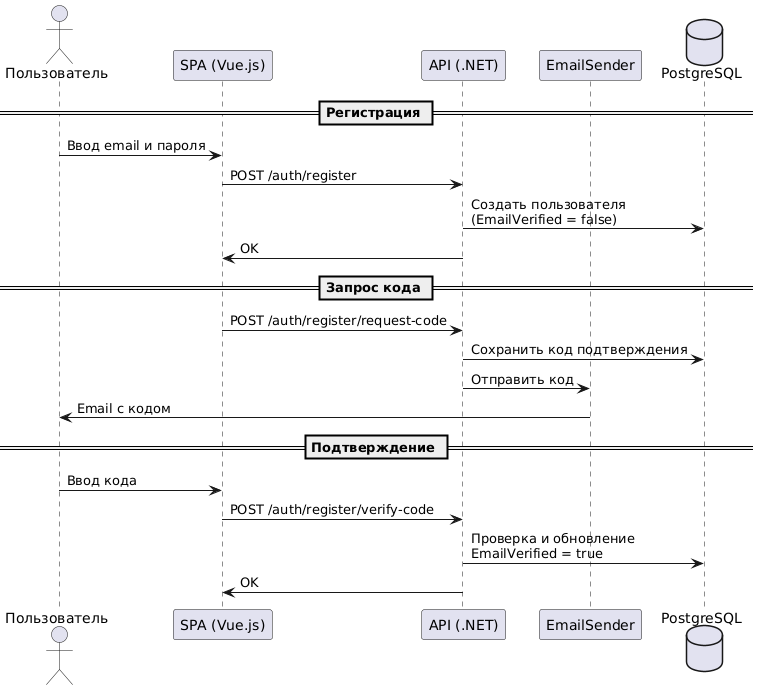 Пользователь
SPA (Vue.js)
API (.NET)
EmailSender
PostgreSQL
Регистрация
Ввод email и пароля
POST /auth/register
Создать пользователя
(EmailVerified = false)
OK
Запрос кода
POST /auth/register/request-code
Сохранить код подтверждения
Отправить код
Email с кодом
Подтверждение
Ввод кода
POST /auth/register/verify-code
Проверка и обновление
EmailVerified = true
OK
Пользователь
SPA (Vue.js)
API (.NET)
EmailSender
PostgreSQL